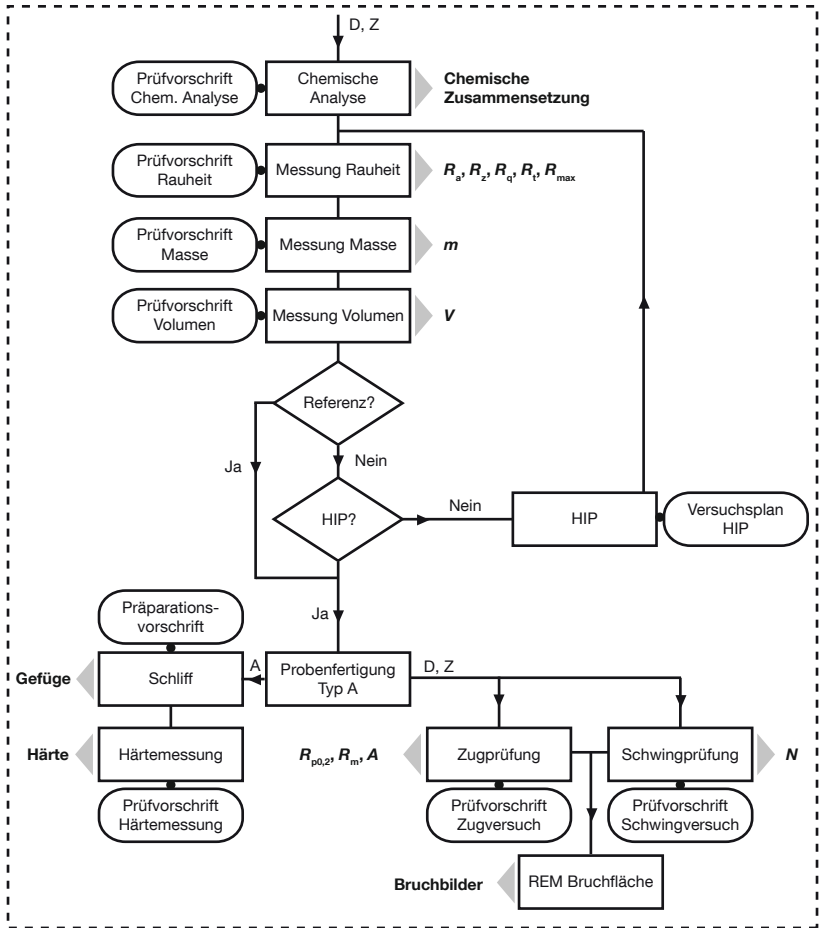 D, Z
Prüfvorschrift
Chem. Analyse
Chemische
Analyse
Chemische
Zusammensetzung
Prüfvorschrift
Rauheit
Messung Rauheit
Ra, Rz, Rq, Rt, Rmax
Prüfvorschrift
Masse
Messung Masse
m
Prüfvorschrift
Volumen
Messung Volumen
V
Referenz?
Ja
Nein
HIP?
Nein
HIP
Versuchsplan
HIP
Ja
Präparations-
vorschrift
Gefüge
Schliff
A
Probenfertigung
Typ A
D, Z
Härte
Härtemessung
Prüfvorschrift
Härtemessung
Rp0,2, Rm, A
Zugprüfung
Schwingprüfung
N
Prüfvorschrift
Zugversuch
Prüfvorschrift
Schwingversuch
Bruchbilder
REM Bruchfläche